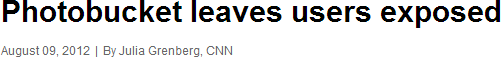 Photobucket leaves users exposed
August 09, 2012 | By Julia Grenberg, CNN